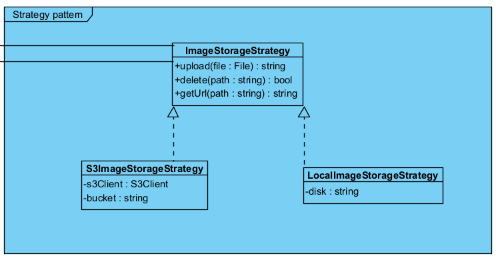 Strategy pattern
ImageStorageStrategy
+upload(file : File) : string
+delete(path : string) : bool
+getUrl(path : string) : string
S3ImageStorageStrategy
-s3Client : S3Client
-bucket : string
LocalImageStorageStrategy
-disk : string